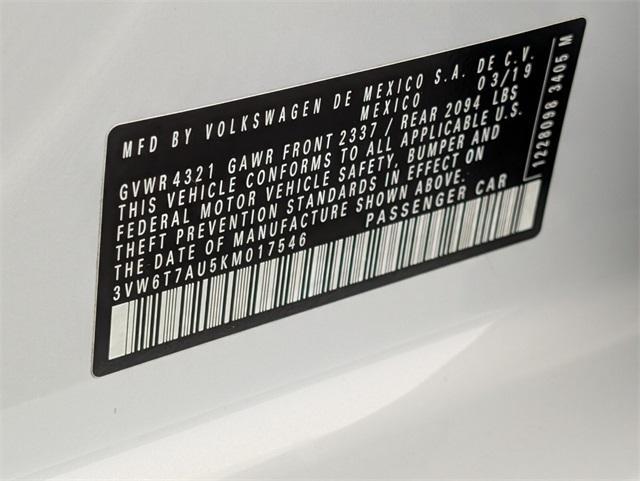 MFD BY VOLKSWAGEN DE MEXICO S.A. DE C.V.
MEXICO 03/19
GVWR 4321 GAWR FRONT 2337 / REAR 2094 LBS
THIS VEHICLE CONFORMS TO ALL APPLICABLE U.S.
FEDERAL MOTOR VEHICLE SAFETY, BUMPER AND
THEFT PREVENTION STANDARDS IN EFFECT ON
THE DATE OF MANUFACTURE SHOWN ABOVE.
3VW6T7AU5KM017546 PASSENGER CAR
1228098 3405 M